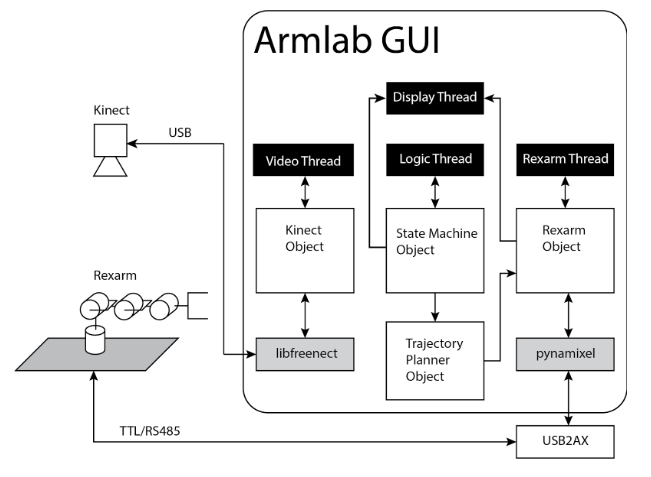 Armlab GUI
Display Thread
Kinect
USB
Video Thread
Logic Thread
Rexarm Thread
Kinect
Object
State Machine
Object
Rexarm
Object
Rexarm
libfreenect
Trajectory
Planner
Object
pynamixel
TTL/RS485
USB2AX